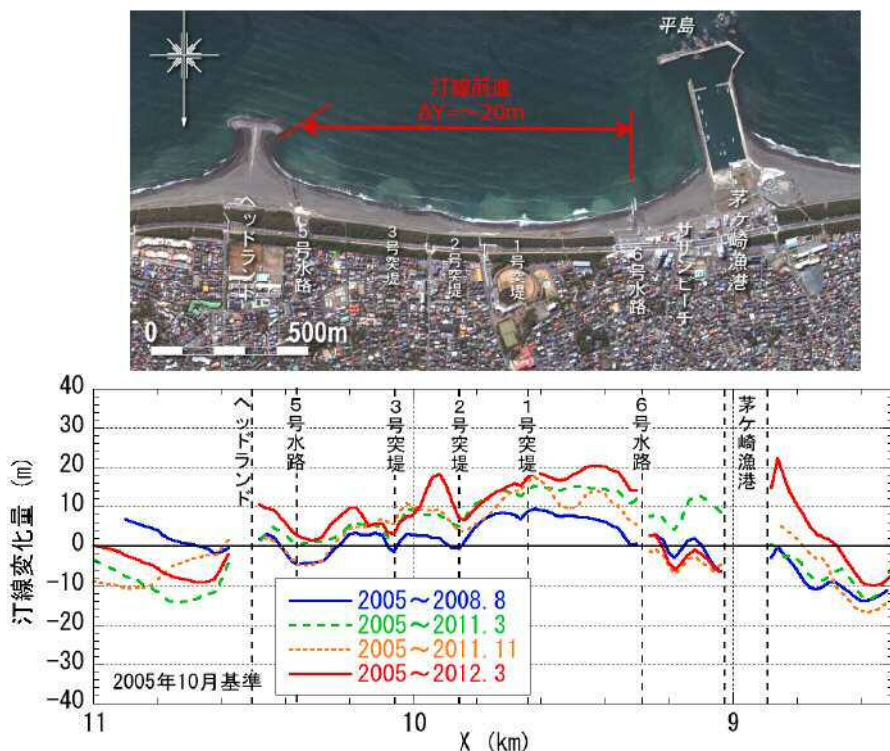 平島
汀線前進
ΔY=~20m
ヘッドランド
5号水路
3号突堤
2号突堤
1号突堤
6号水路
サザンビーチ
茅ケ崎漁港
0 500m
汀線変化量 (m)
40
30
20
10
0
-10
-20
-30
-40
ヘッドランド
5号水路
3号突堤
2号突堤
1号突堤
6号水路
茅ケ崎漁港
2005~2008.8
2005~2011.3
2005~2011.11
2005~2012.3
2005年10月基準
11 10 9
X (km)